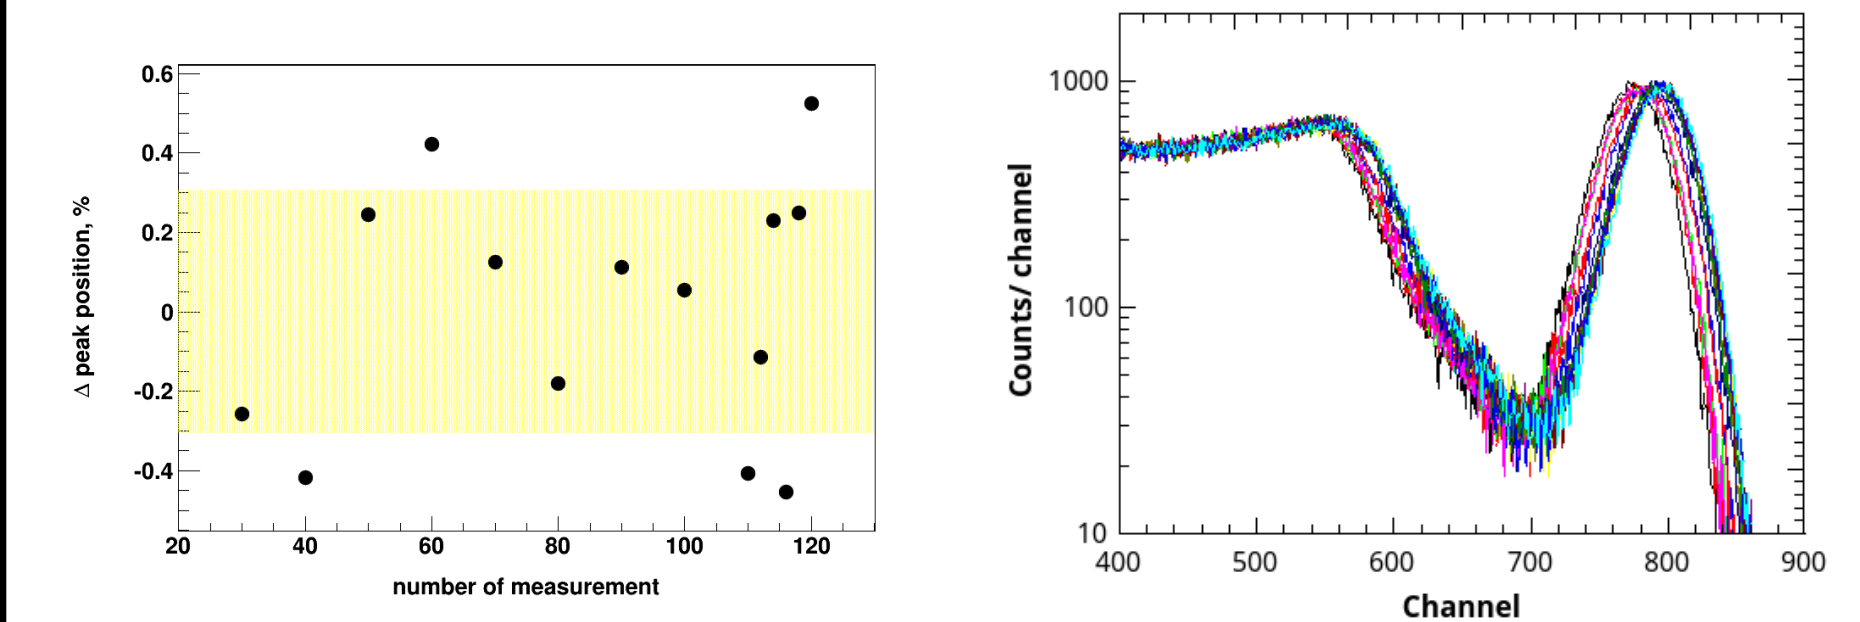 0.6
0.4
0.2
0
-0.2
-0.4
Δ peak position, %
20 40 60 80 100 120
number of measurement
1000
100
10
Counts/ channel
400 500 600 700 800 900
Channel